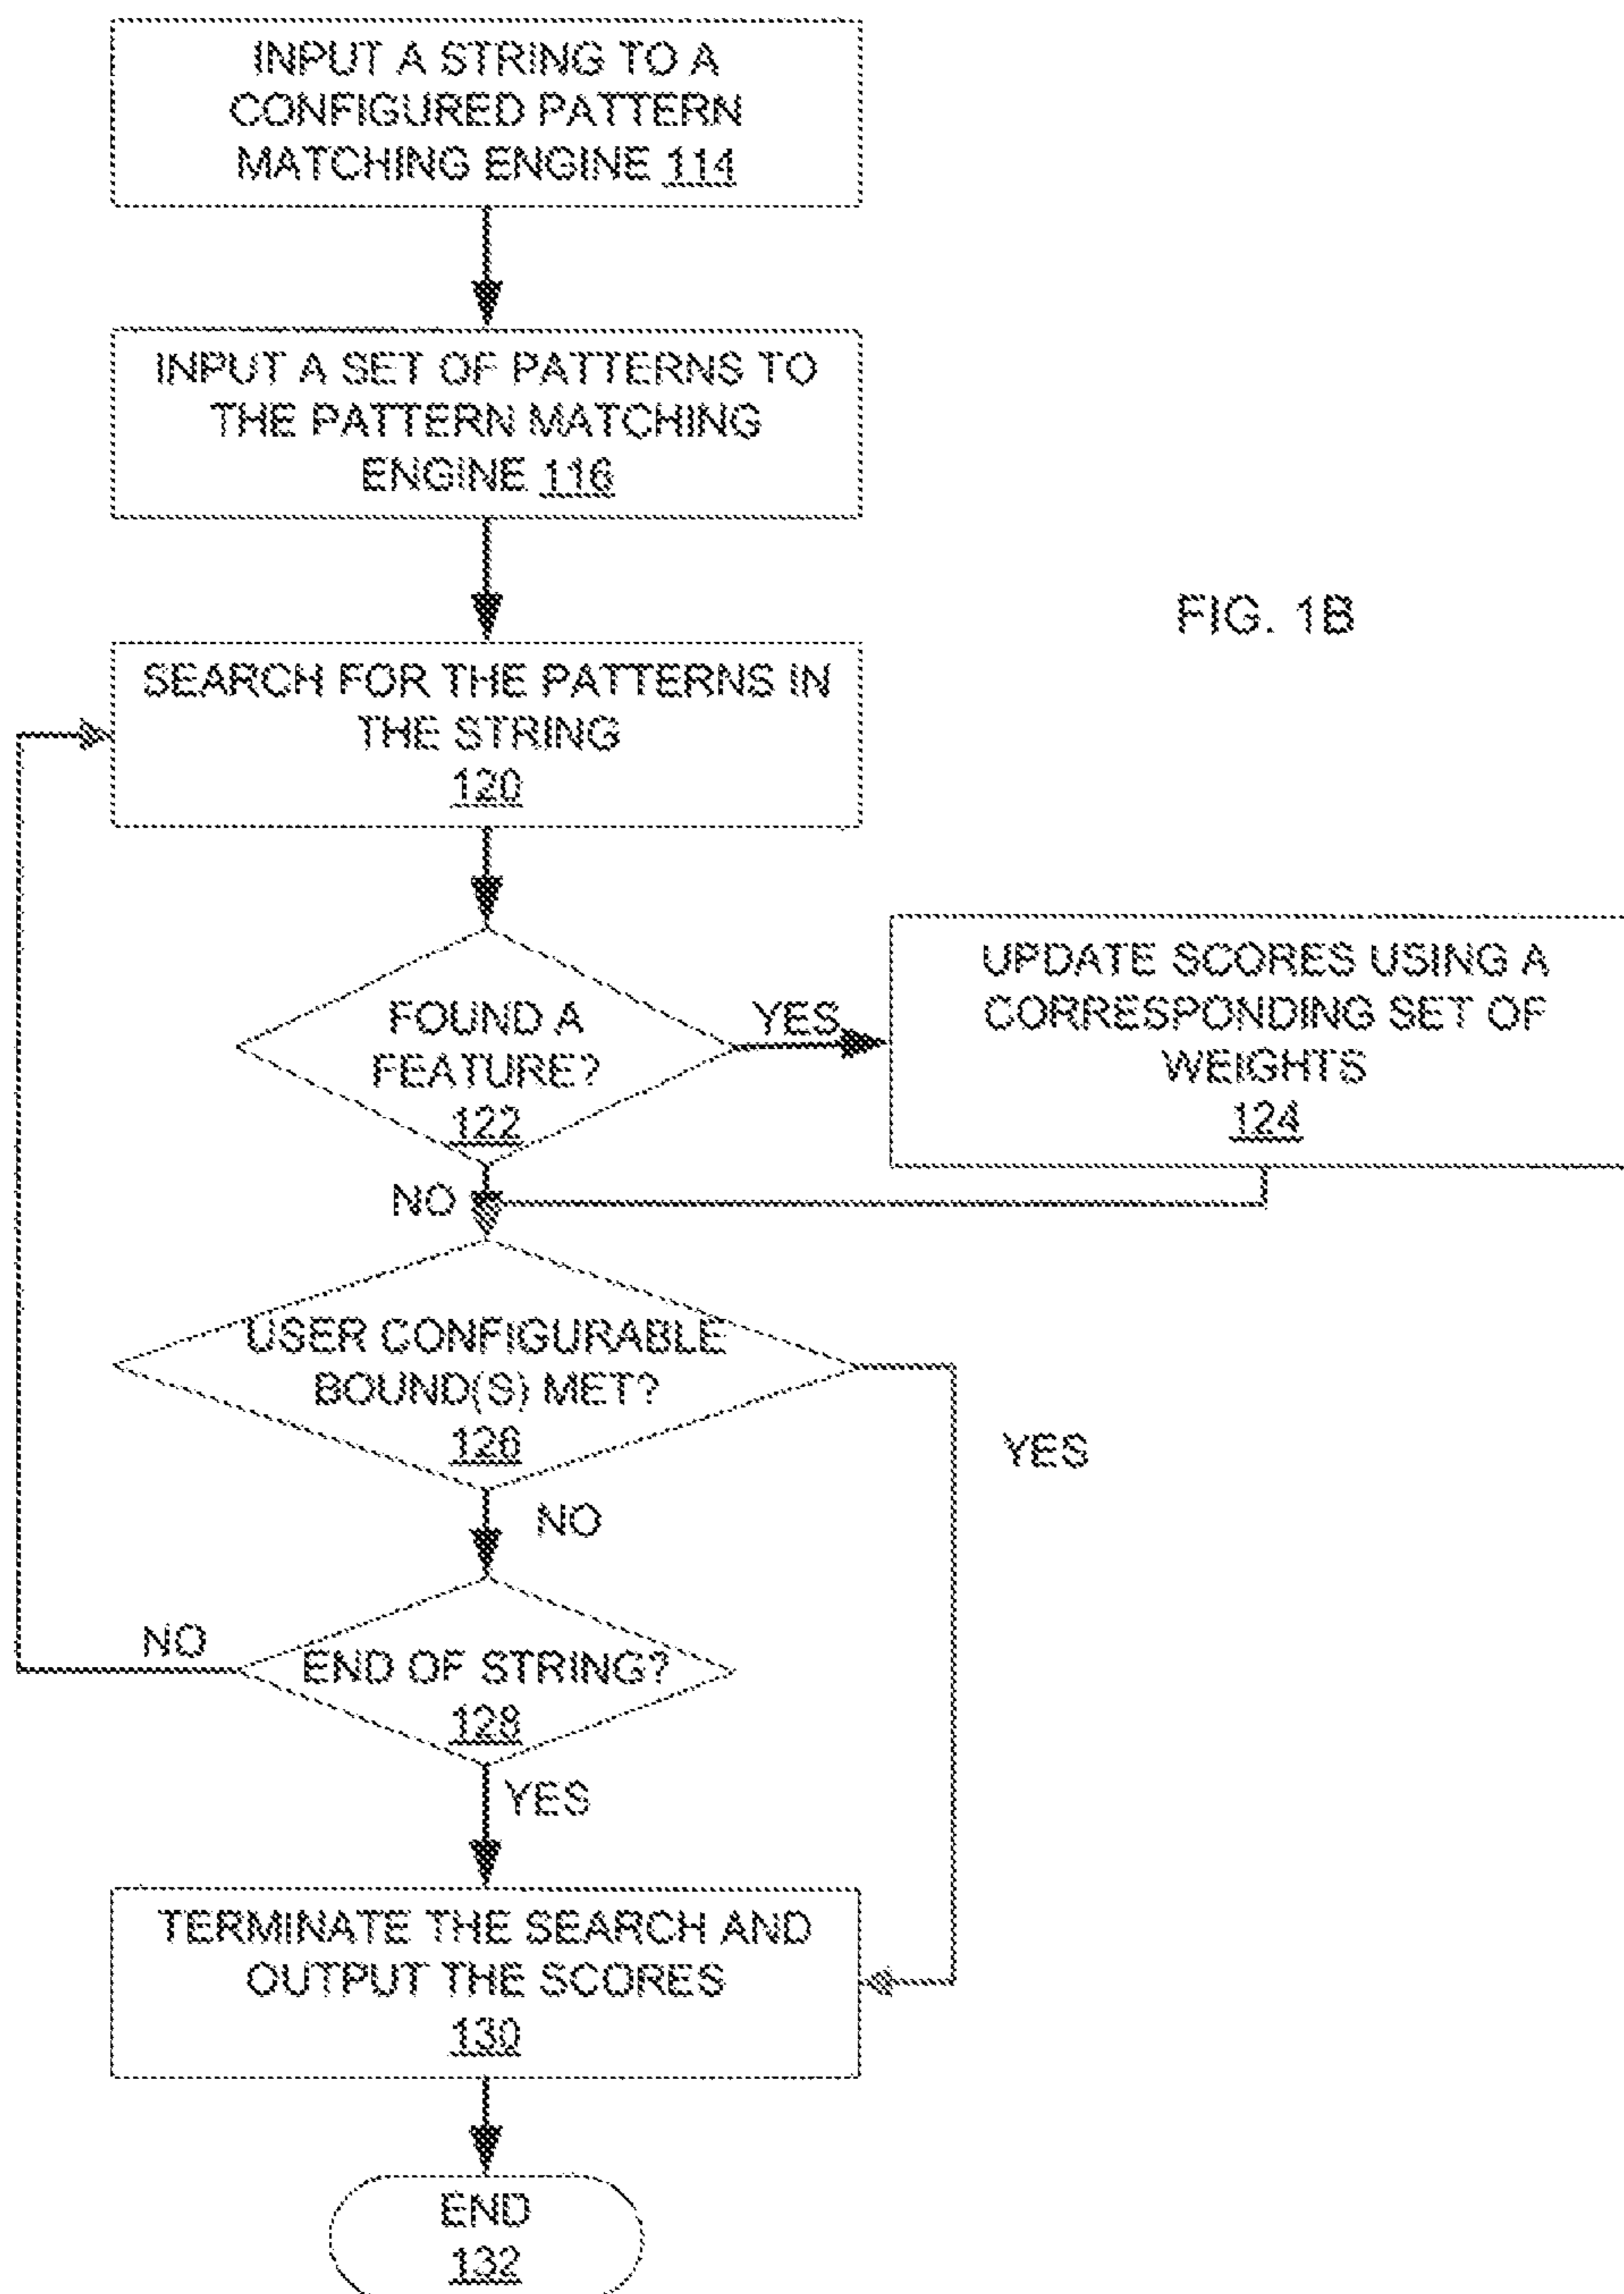 INPUT A STRING TO A
CONFIGURED PATTERN
MATCHING ENGINE 114
INPUT A SET OF PATTERNS TO
THE PATTERN MATCHING
ENGINE 116
FIG. 1B
SEARCH FOR THE PATTERNS IN
THE STRING
120
FOUND A
FEATURE?
122
YES
UPDATE SCORES USING A
CORRESPONDING SET OF
WEIGHTS
124
NO
USER CONFIGURABLE
BOUND(S) MET?
126
YES
NO
END OF STRING?
128
NO
YES
TERMINATE THE SEARCH AND
OUTPUT THE SCORES
130
END
132